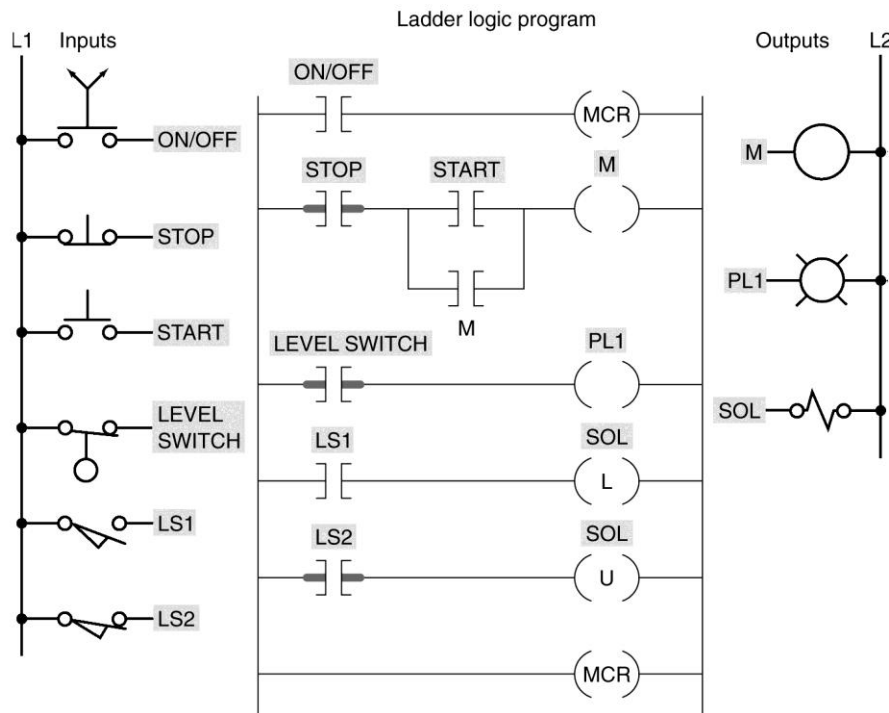 Ladder logic program
L1 Inputs
Outputs L2
ON/OFF
MCR
ON/OFF
STOP START M
M
STOP
M
PL1
START
LEVEL SWITCH PL1
LEVEL
SWITCH
SOL
LS1 SOL
L
LS1
LS2 SOL
U
LS2
MCR